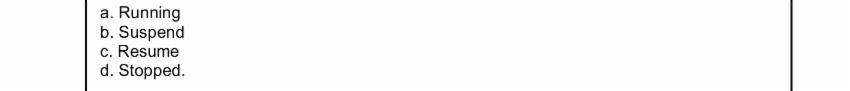 a. Running
b. Suspend
c. Resume
d. Stopped.